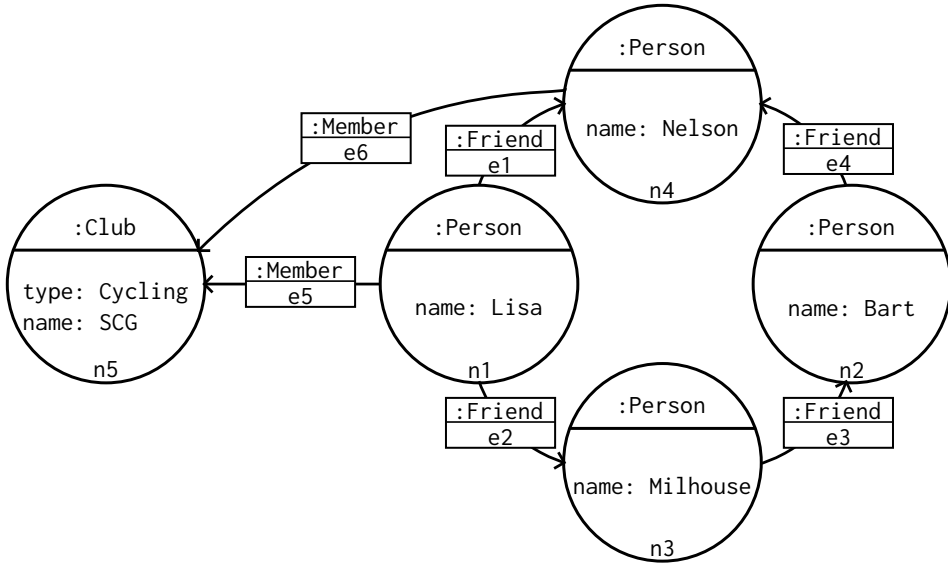 :Person
name: Nelson
n4
:Member
e6
:Friend
e1
:Friend
e4
:Club
type: Cycling
name: SCG
n5
:Member
e5
:Person
name: Lisa
n1
:Person
name: Bart
n2
:Friend
e2
:Person
name: Milhouse
n3
:Friend
e3